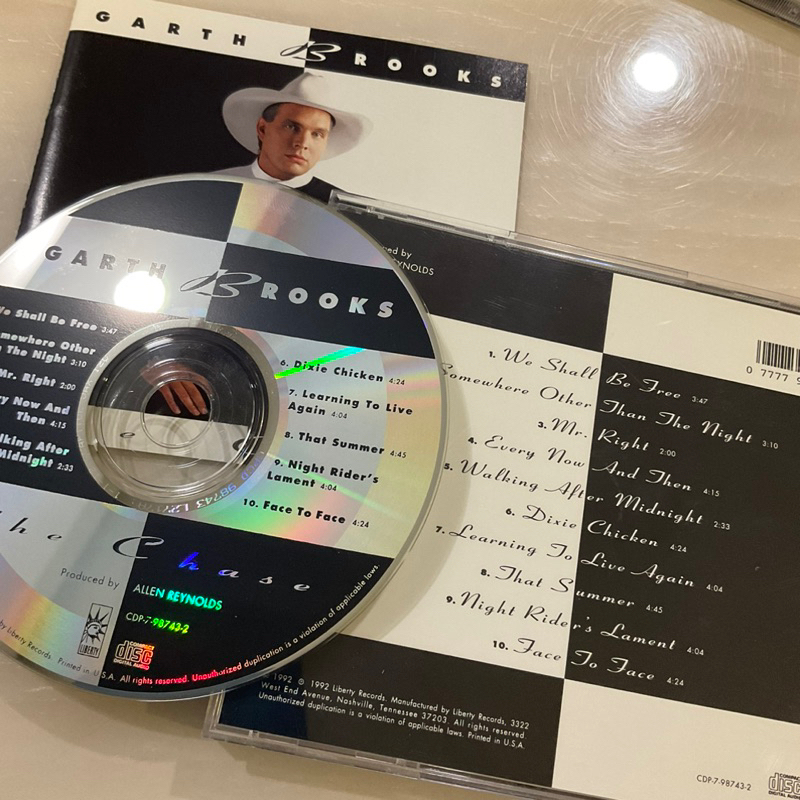 GARTH BROOKS
GARTH BROOKS
We Shall Be Free 3:47
Somewhere Other
Than The Night 3:10
Mr. Right 2:00
Every Now And
Then 4:15
Walking After
Midnight 2:33
6. Dixie Chicken 4:24
7. Learning To Live
Again 4:04
8. That Summer 4:45
9. Night Rider's
Lament 4:04
10. Face To Face 4:24
The Chase
Produced by
ALLEN REYNOLDS
CDP-7-98743-2
LIBERTY
COMPACT
disc
DIGITAL AUDIO
by Liberty Records. Printed in U.S.A. All rights reserved. Unauthorized duplication is a violation of applicable laws.
by
REYNOLDS
1. We Shall Be Free 3:47
Somewhere Other Than The Night 3:10
3. Mr. Right 2:00
4. Every Now And Then 4:15
5. Walking After Midnight 2:33
6. Dixie Chicken 4:24
7. Learning To Live Again 4:04
8. That Summer 4:45
9. Night Rider's Lament 4:04
10. Face To Face 4:24
1992 ℗ 1992 Liberty Records. Manufactured by Liberty Records, 3322
West End Avenue, Nashville, Tennessee 37203. All rights reserved.
Unauthorized duplication is a violation of applicable laws. Printed in U.S.A.
0 7777 9
CDP-7-98743-2
disc